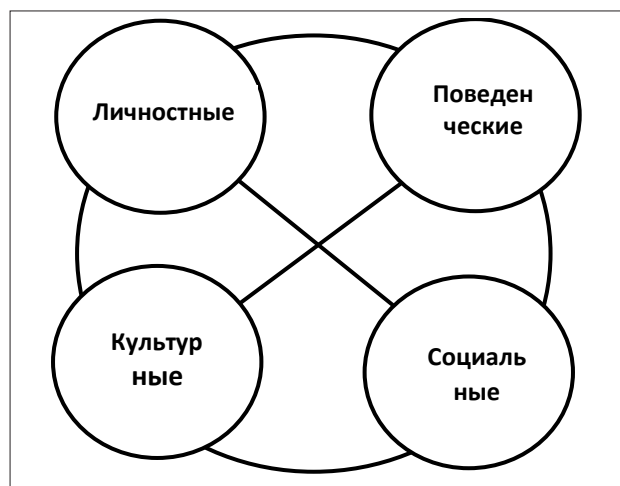 Личностные
Поведен
ческие
Культур
ные
Социаль
ные